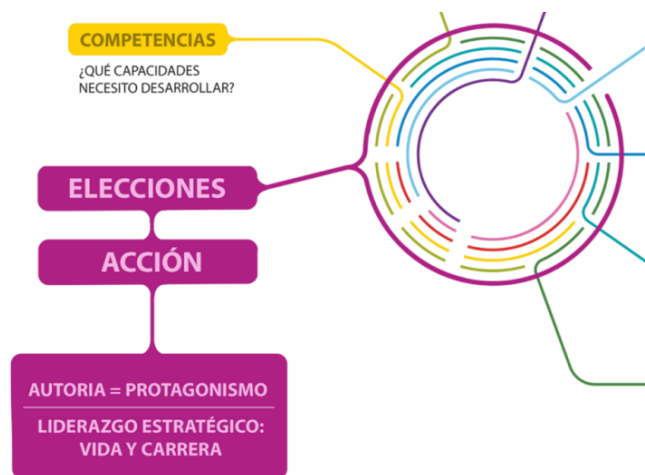 COMPETENCIAS
¿QUÉ CAPACIDADES
NECESITO DESARROLLAR?
ELECCIONES
ACCIÓN
AUTORIA = PROTAGONISMO
LIDERAZGO ESTRATÉGICO:
VIDA Y CARRERA